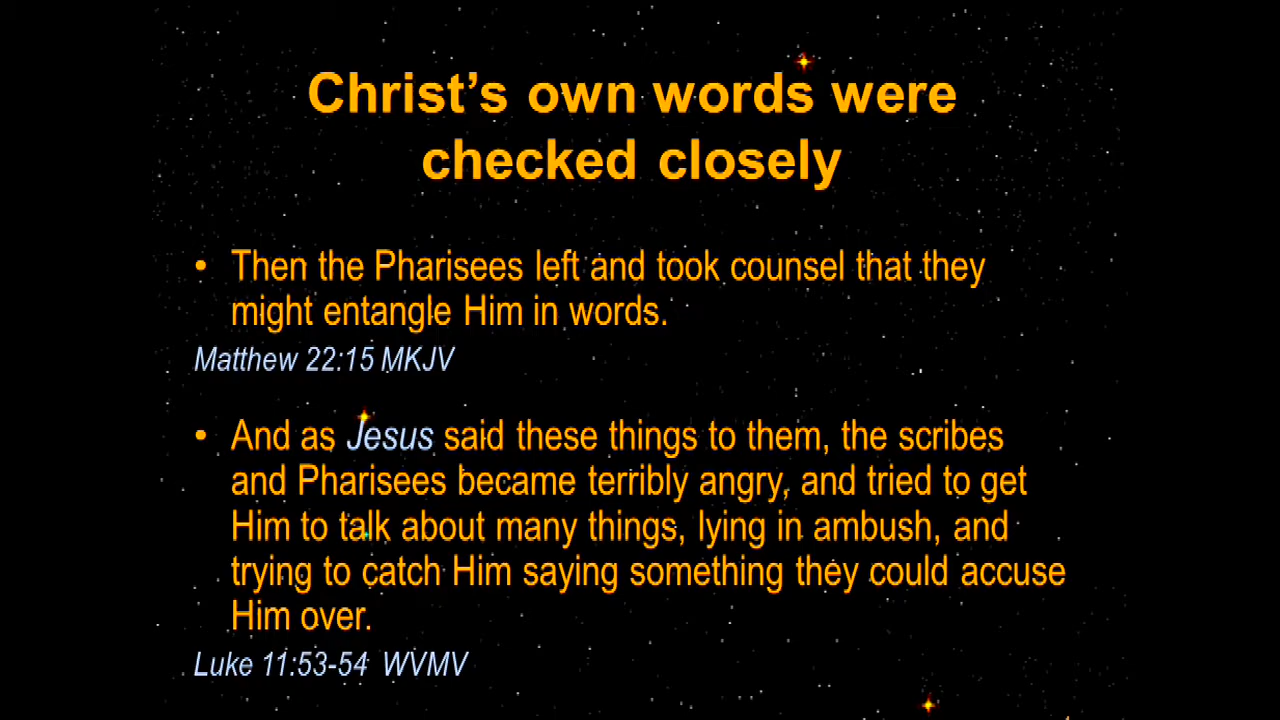 Christ's own words were
checked closely
• Then the Pharisees left and took counsel that they
might entangle Him in words.
Matthew 22:15 MKJV
• And as Jesus said these things to them, the scribes
and Pharisees became terribly angry, and tried to get
Him to talk about many things, lying in ambush, and
trying to catch Him saying something they could accuse
Him over.
Luke 11:53-54 WVMV